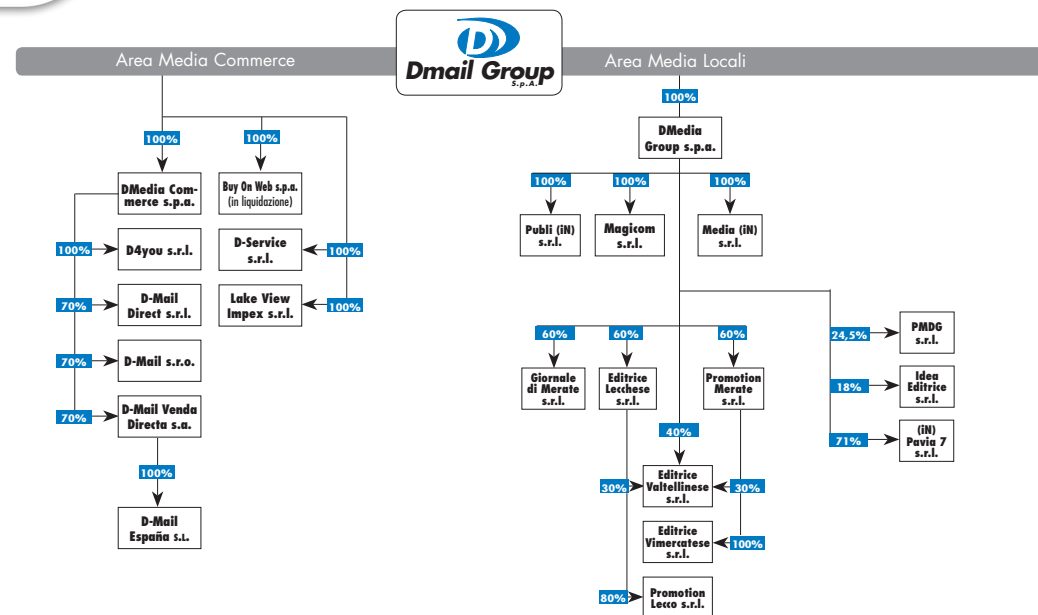 Area Media Commerce
D
Dmail Group
S.p.A.
Area Media Locali
100%
DMedia
Group s.p.a.
100%
100%
100%
DMedia Com-
merce s.p.a.
Buy On Web s.p.a.
(in liquidazione)
100%
D4you s.r.l.
D-Service
s.r.l.
100%
70%
D-Mail
Direct s.r.l.
Lake View
Impex s.r.l.
100%
70%
D-Mail s.r.o.
70%
D-Mail Venda
Directa s.a.
100%
D-Mail
España S.L.
100%
100%
100%
Publi (iN)
s.r.l.
Magicom
s.r.l.
Media (iN)
s.r.l.
60%
60%
60%
Giornale
di Merate
s.r.l.
Editrice
Lecchese
s.r.l.
Promotion
Merate
s.r.l.
24,5%
PMDG
s.r.l.
18%
Idea
Editrice
s.r.l.
71%
(iN)
Pavia 7
s.r.l.
40%
30%
Editrice
Valtellinese
s.r.l.
30%
Editrice
Vimercatese
s.r.l.
100%
80%
Promotion
Lecco s.r.l.